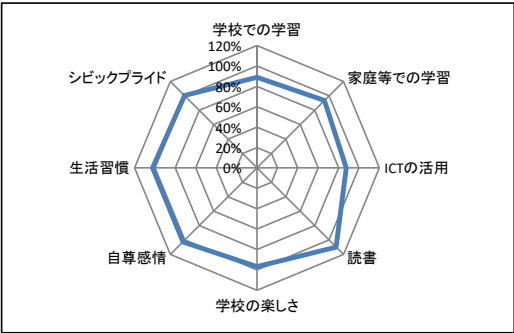 学校での学習
120%
100%
80%
60%
40%
20%
0%
家庭等での学習
ICTの活用
読書
学校の楽しさ
自尊感情
生活習慣
シビックプライド